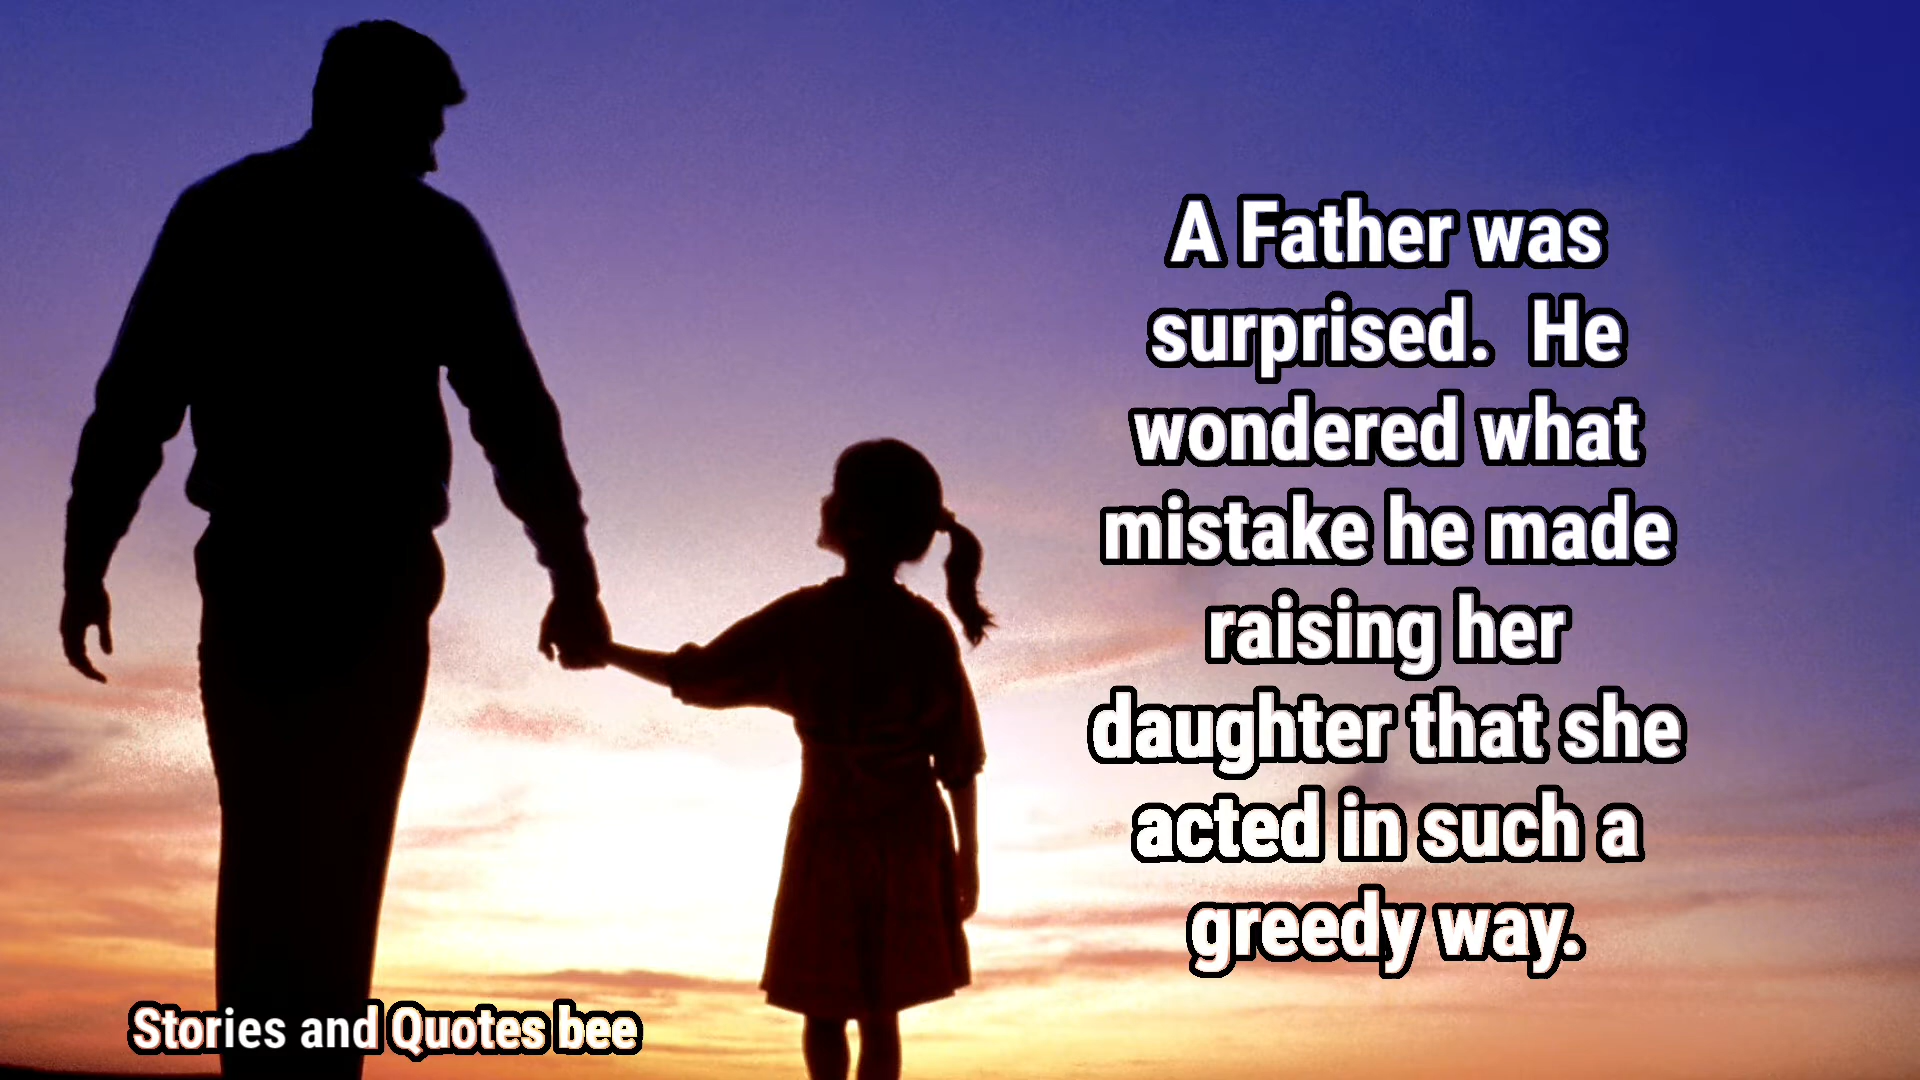 A Father was
surprised.  He
wondered what
mistake he made
raising her
daughter that she
acted in such a
greedy way.
Stories and Quotes bee